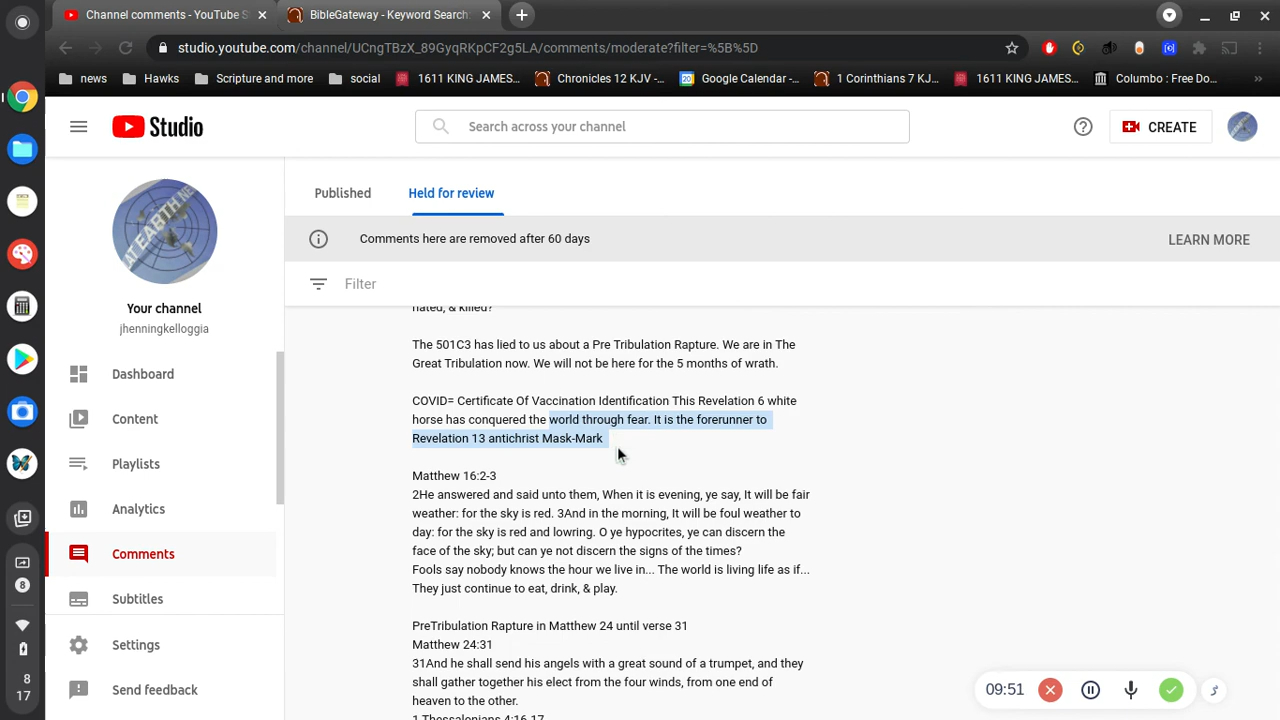 Channel comments - YouTube S
BibleGateway - Keyword Search:
studio.youtube.com/channel/UCngTBzX_89GyqRKpCF2g5LA/comments/moderate?filter=%5B%5D
news
Hawks
Scripture and more
social
1611 KING JAMES...
Chronicles 12 KJV -...
Google Calendar -...
1 Corinthians 7 KJ...
1611 KING JAMES...
Columbo : Free Do...
»
Studio
Search across your channel
CREATE
Published
Held for review
Comments here are removed after 60 days
LEARN MORE
Filter
AT EARTH.NE
Your channel
jhenningkelloggia
Dashboard
Content
Playlists
Analytics
Comments
Subtitles
Settings
Send feedback
hated, & killed?
The 501C3 has lied to us about a Pre Tribulation Rapture. We are in The
Great Tribulation now. We will not be here for the 5 months of wrath.
COVID= Certificate Of Vaccination Identification This Revelation 6 white
horse has conquered the world through fear. It is the forerunner to
Revelation 13 antichrist Mask-Mark
Matthew 16:2-3
2He answered and said unto them, When it is evening, ye say, It will be fair
weather: for the sky is red. 3And in the morning, It will be foul weather to
day: for the sky is red and lowring. O ye hypocrites, ye can discern the
face of the sky; but can ye not discern the signs of the times?
Fools say nobody knows the hour we live in... The world is living life as if...
They just continue to eat, drink, & play.
PreTribulation Rapture in Matthew 24 until verse 31
Matthew 24:31
31And he shall send his angels with a great sound of a trumpet, and they
shall gather together his elect from the four winds, from one end of
heaven to the other.
1 Thessalonians 4:16-17
8
8
17
09:51